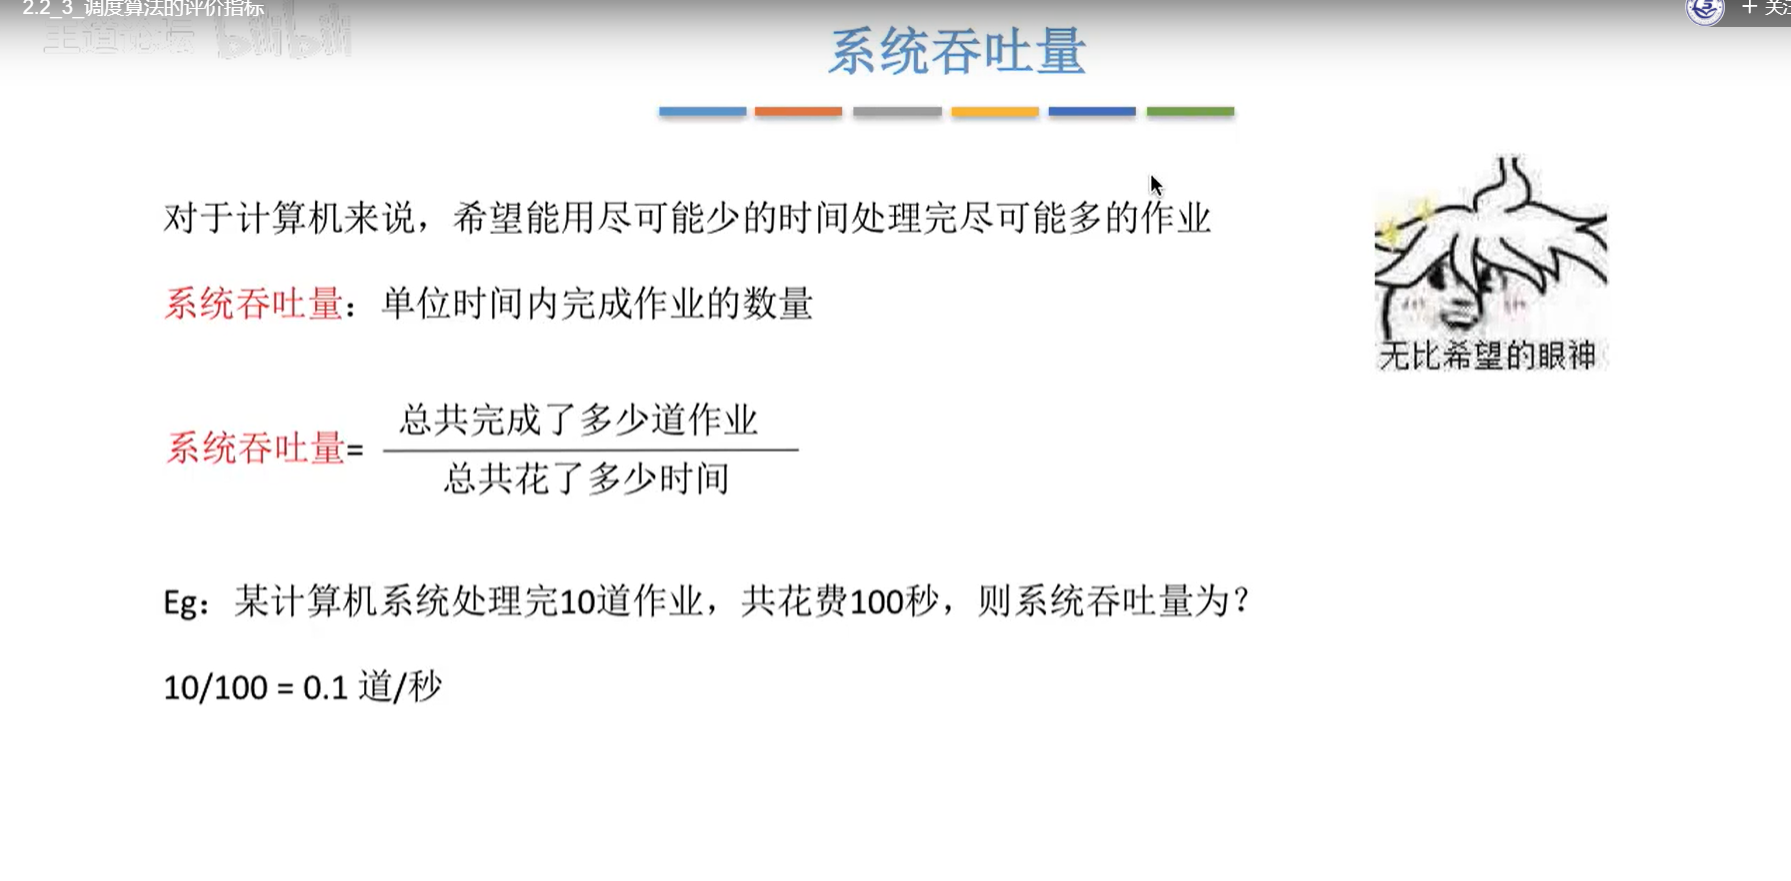 2.2_3_调度算法的评价指标
+ 关注
王道论坛 bilibili
系统吞吐量
对于计算机来说，希望能用尽可能少的时间处理完尽可能多的作业
系统吞吐量：单位时间内完成作业的数量
无比希望的眼神
总共完成了多少道作业
系统吞吐量=
总共花了多少时间
Eg：某计算机系统处理完10道作业，共花费100秒，则系统吞吐量为？
10/100 = 0.1 道/秒